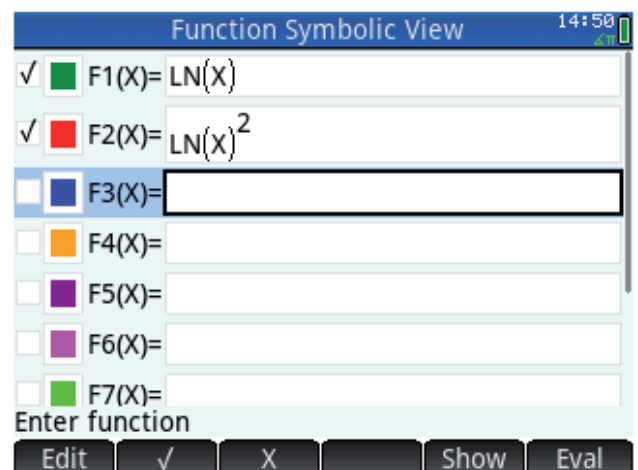 Function Symbolic View 14:50
∡π
√ F1(X)= LN(X)
√ F2(X)= LN(X)²
F3(X)=
F4(X)=
F5(X)=
F6(X)=
F7(X)=
Enter function
Edit √ X Show Eval